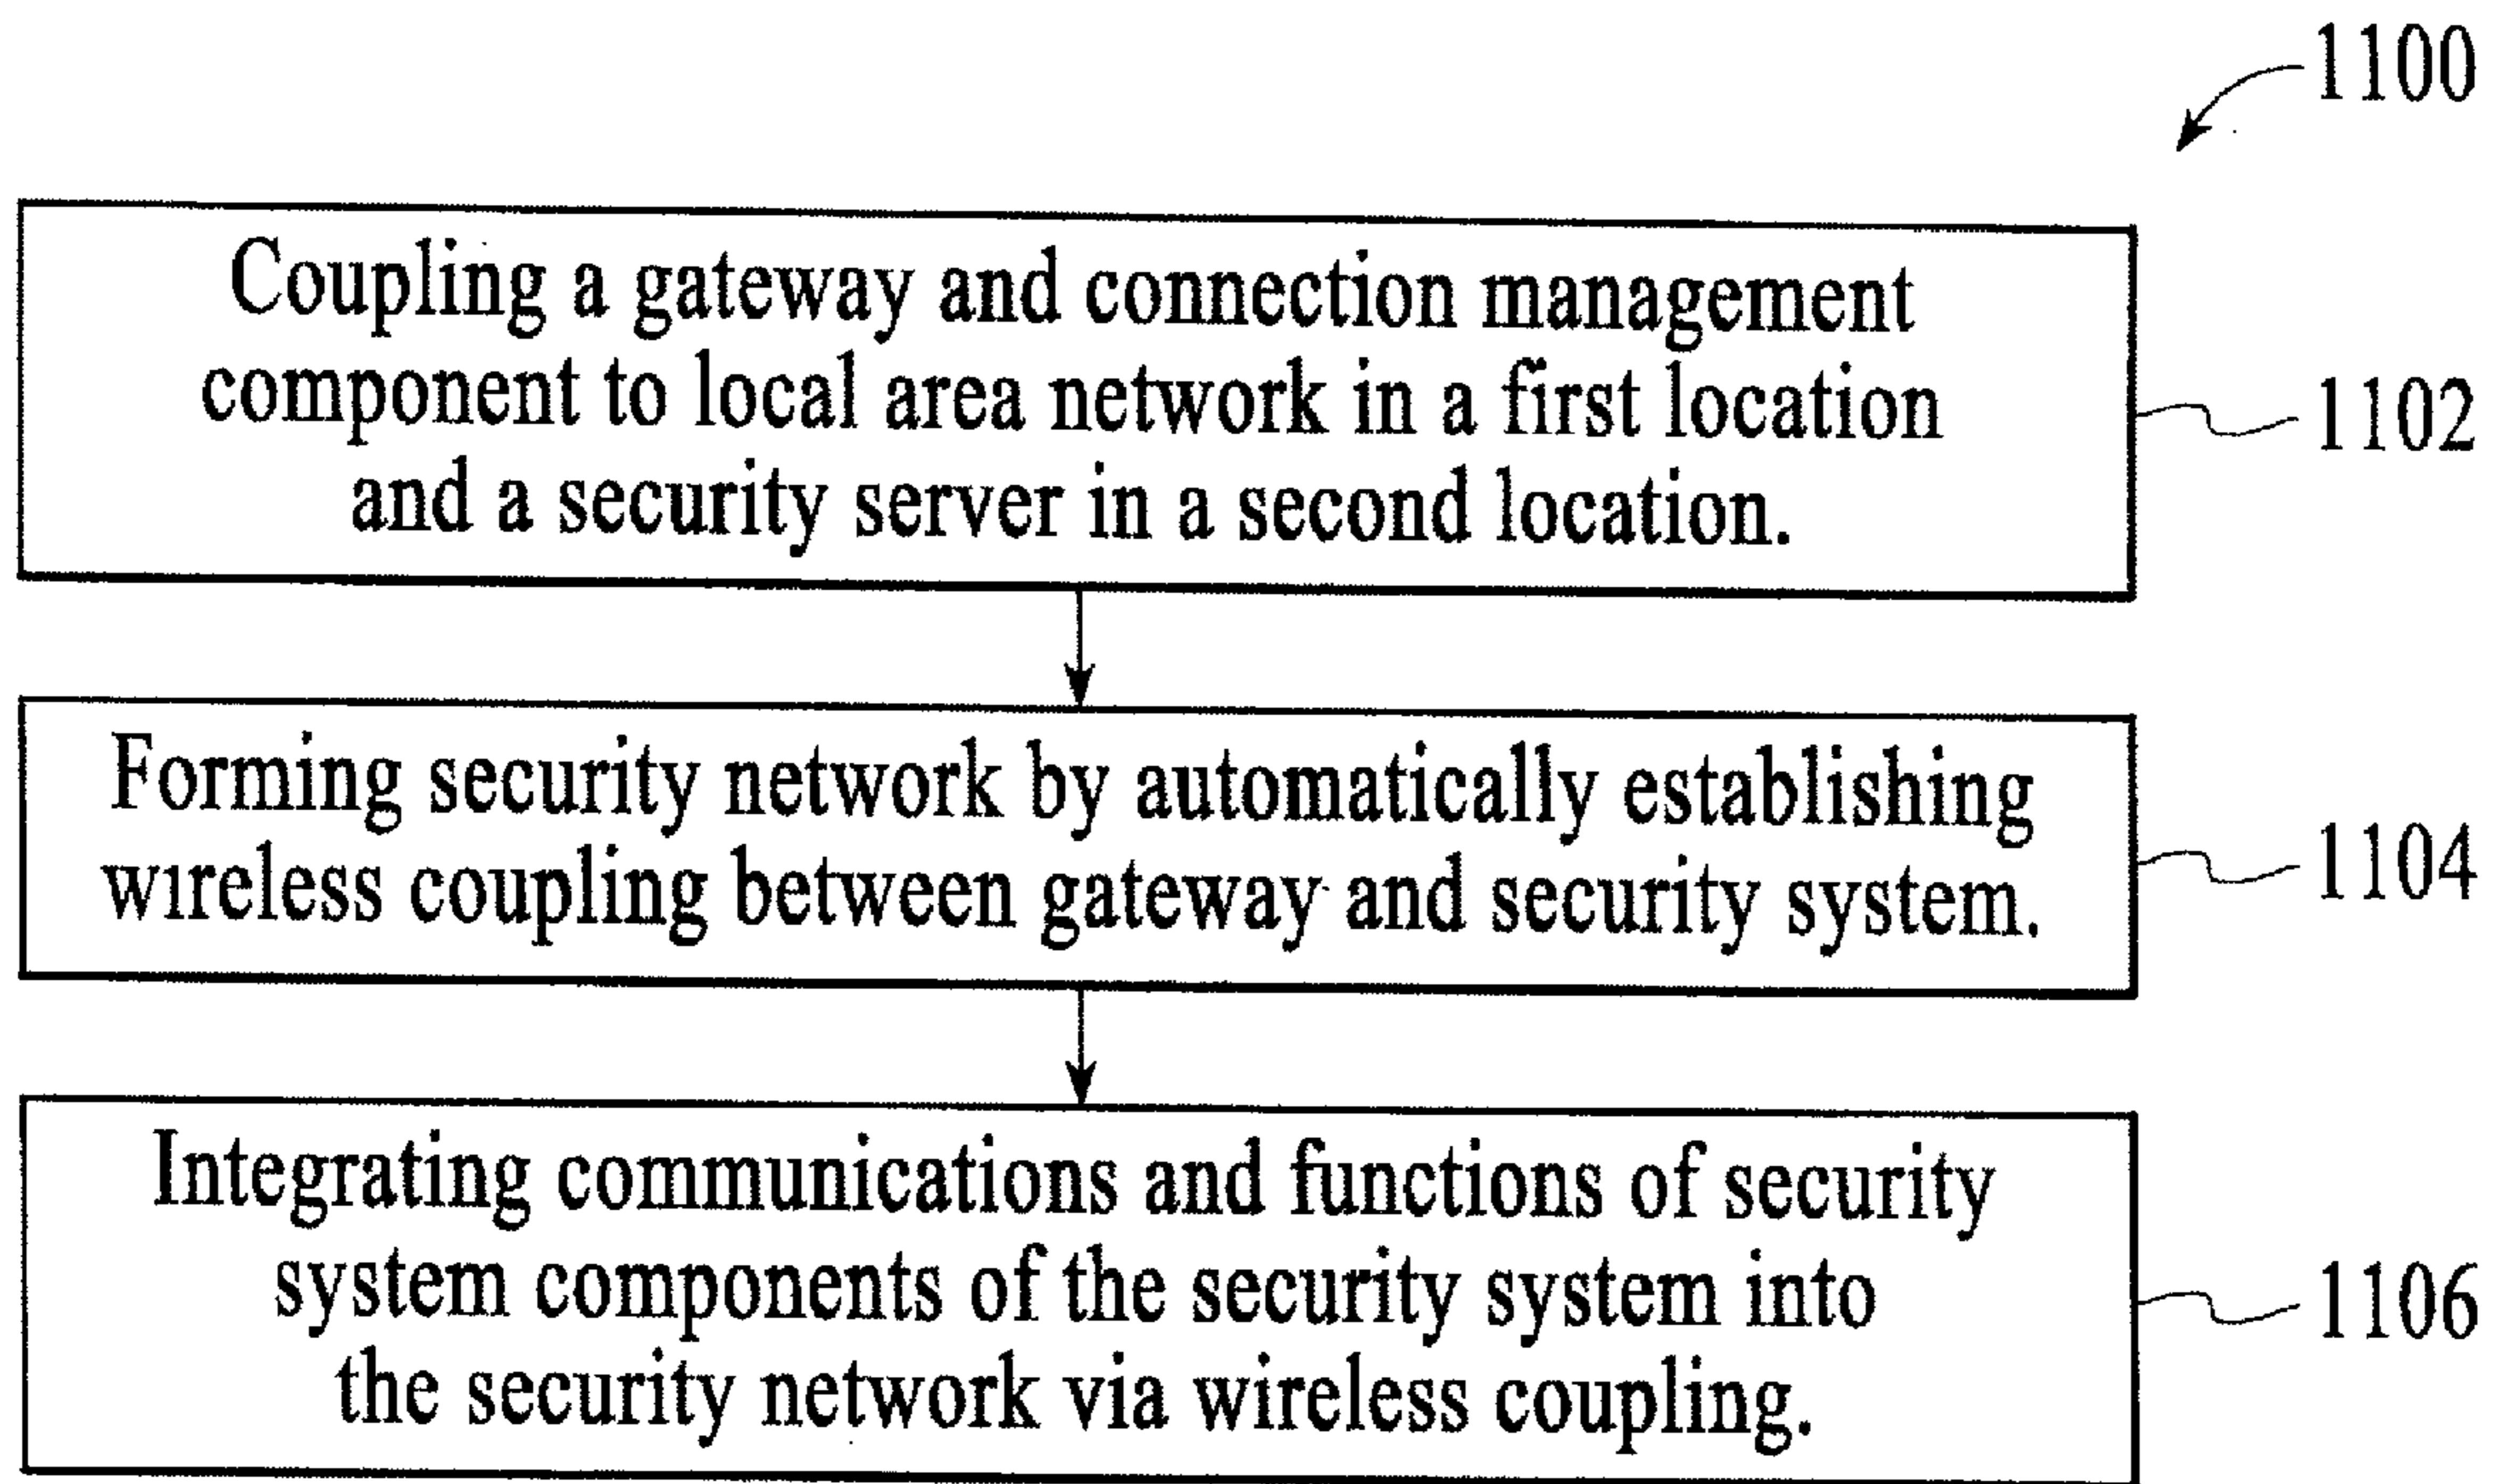 1100
Coupling a gateway and connection management
component to local area network in a first location
and a security server in a second location.
1102
Forming security network by automatically establishing
wireless coupling between gateway and security system.
1104
Integrating communications and functions of security
system components of the security system into
the security network via wireless coupling.
1106